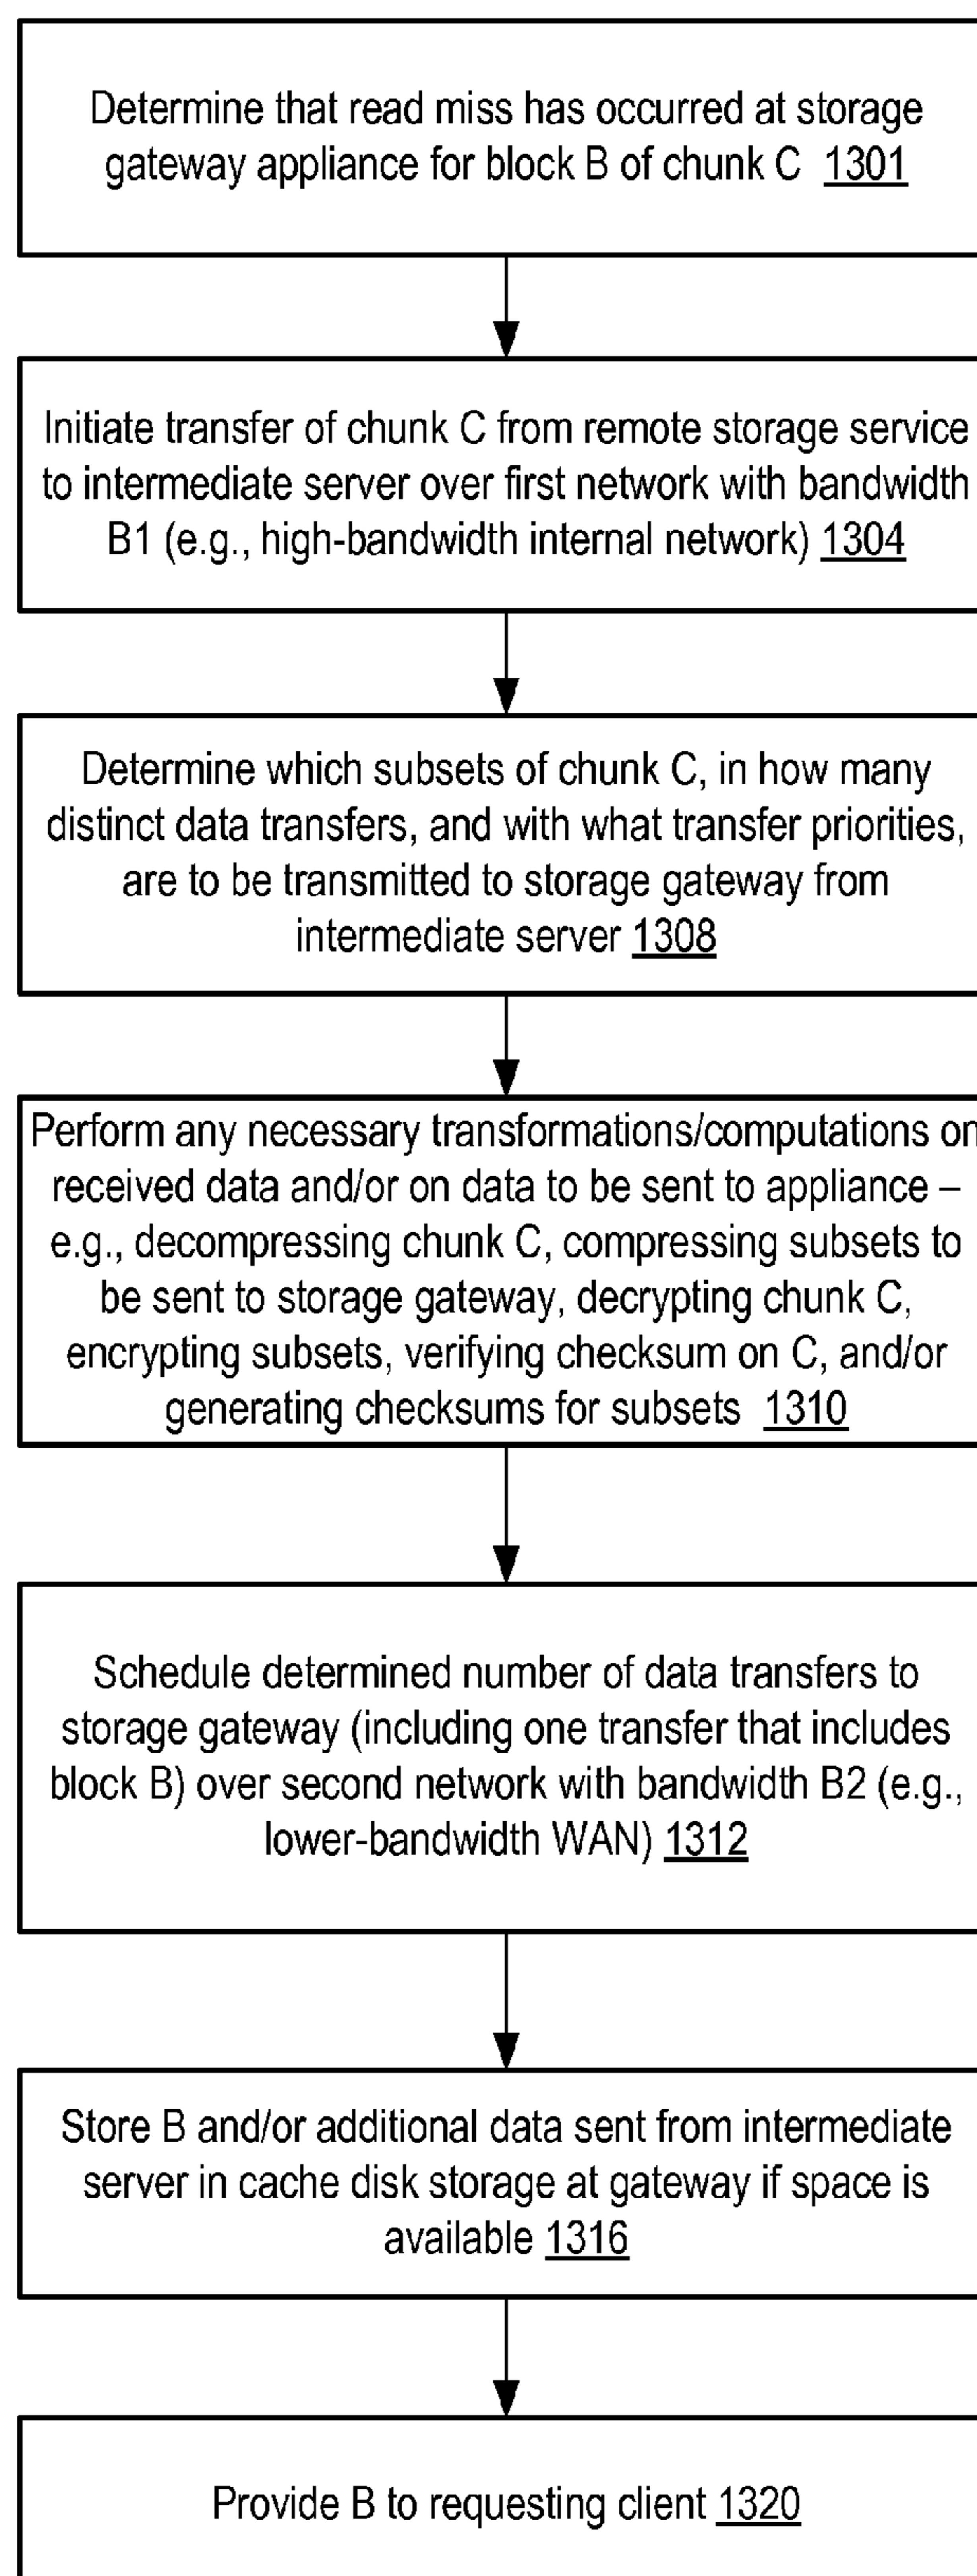 Determine that read miss has occurred at storage
gateway appliance for block B of chunk C 1301
Initiate transfer of chunk C from remote storage service
to intermediate server over first network with bandwidth
B1 (e.g., high-bandwidth internal network) 1304
Determine which subsets of chunk C, in how many
distinct data transfers, and with what transfer priorities,
are to be transmitted to storage gateway from
intermediate server 1308
Perform any necessary transformations/computations on
received data and/or on data to be sent to appliance –
e.g., decompressing chunk C, compressing subsets to
be sent to storage gateway, decrypting chunk C,
encrypting subsets, verifying checksum on C, and/or
generating checksums for subsets 1310
Schedule determined number of data transfers to
storage gateway (including one transfer that includes
block B) over second network with bandwidth B2 (e.g.,
lower-bandwidth WAN) 1312
Store B and/or additional data sent from intermediate
server in cache disk storage at gateway if space is
available 1316
Provide B to requesting client 1320